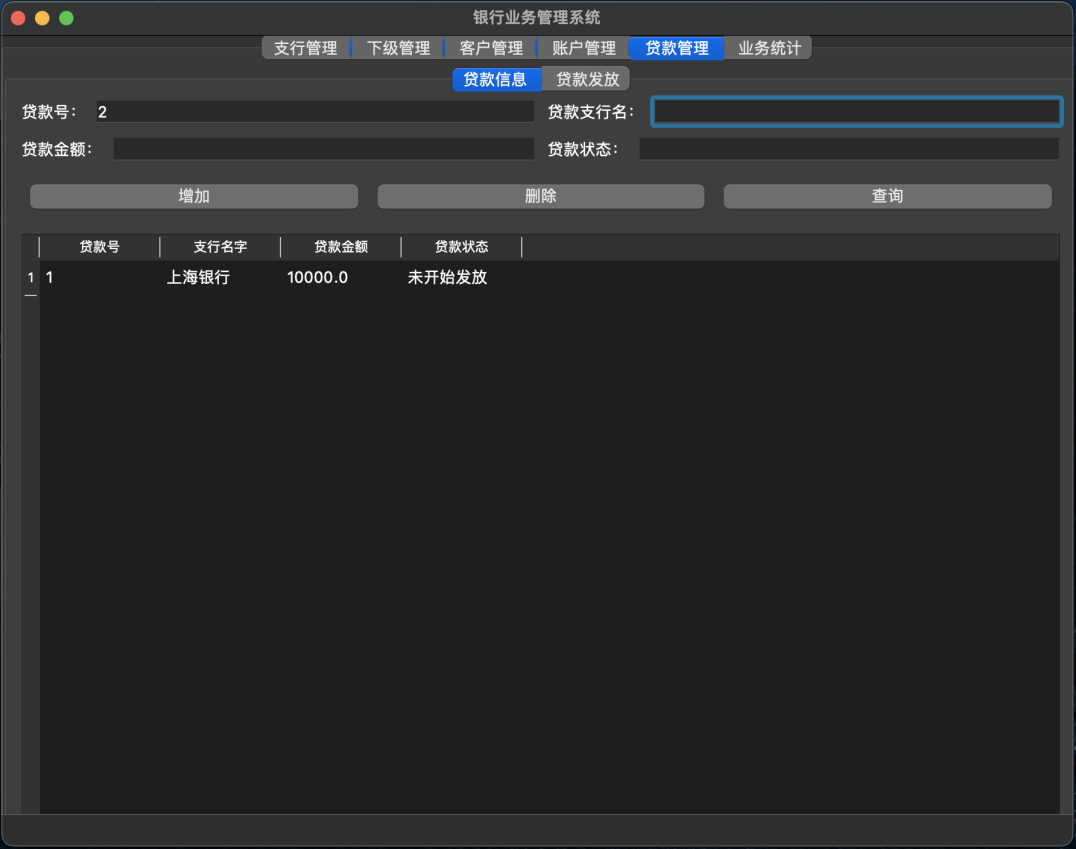 银行业务管理系统
支行管理 下级管理 客户管理 账户管理 贷款管理 业务统计
贷款信息 贷款发放
贷款号: 2 贷款支行名:
贷款金额: 贷款状态:
增加 删除 查询
贷款号 支行名字 贷款金额 贷款状态
1 1 上海银行 10000.0 未开始发放